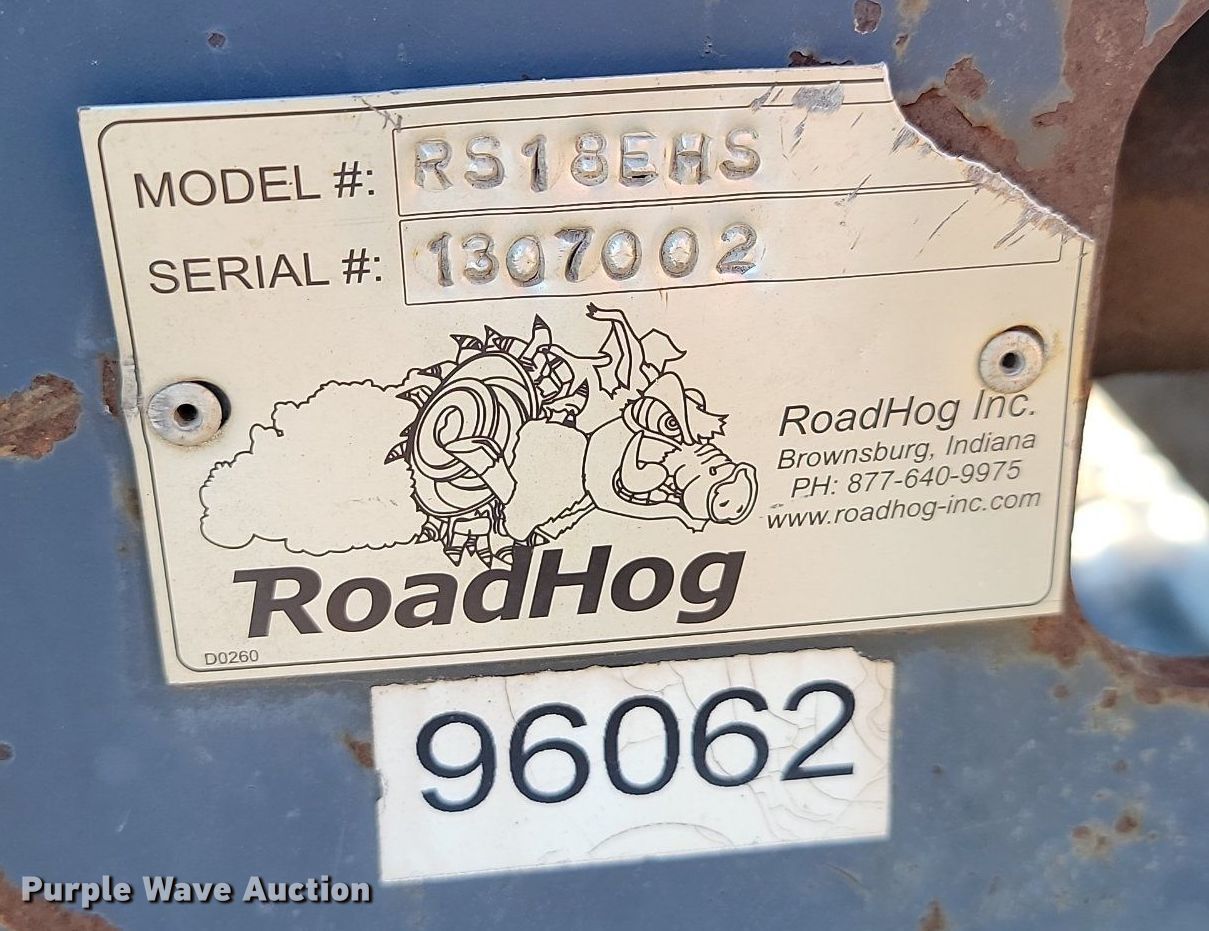 MODEL #: RS18EHS
SERIAL #: 1307002
RoadHog Inc.
Brownsburg, Indiana
PH: 877-640-9975
www.roadhog-inc.com
RoadHog
D0260
96062
Purple Wave Auction